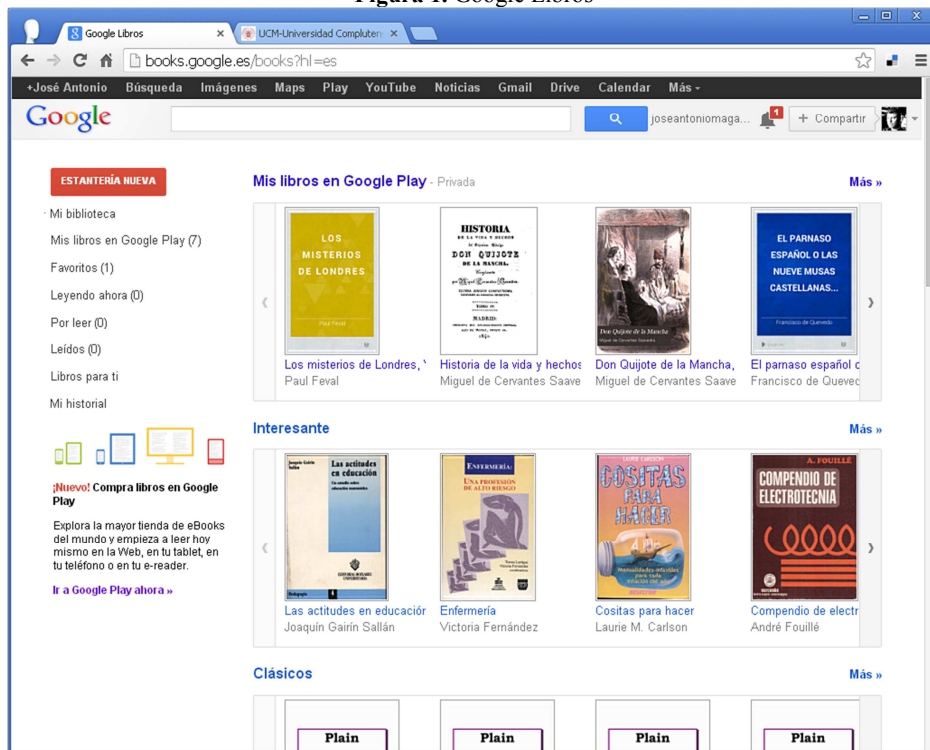 Figura 1. Google Libros
Google Libros
UCM-Universidad Complutens
books.google.es/books?hl=es
+José Antonio Búsqueda Imágenes Maps Play YouTube Noticias Gmail Drive Calendar Más
Google
joseantoniomaga... 1 + Compartir
ESTANTERÍA NUEVA
Mi biblioteca
Mis libros en Google Play (7)
Favoritos (1)
Leyendo ahora (0)
Por leer (0)
Leídos (0)
Libros para ti
Mi historial
¡Nuevo! Compra libros en Google
Play
Explora la mayor tienda de eBooks
del mundo y empieza a leer hoy
mismo en la Web, en tu tablet, en
tu teléfono o en tu e-reader.
Ir a Google Play ahora »
Mis libros en Google Play - Privada Más »
LOS
MISTERIOS
DE LONDRES
Paul Feval
HISTORIA
DE LA VIDA Y HECHOS
DON QUIJOTE
DE LA MANCHA.
MADRID:
Don Quijote de la Mancha
EL PARNASO
ESPAÑOL O LAS
NUEVE MUSAS
CASTELLANAS...
Francisco de Quevedo
Los misterios de Londres,
Paul Feval
Historia de la vida y hechos
Miguel de Cervantes Saave
Don Quijote de la Mancha,
Miguel de Cervantes Saave
El parnaso español o
Francisco de Queved
Interesante Más »
Joaquín Gairín
Sallán
Las actitudes
en educación
ENFERMERÍA:
UNA PROFESIÓN
DE ALTO RIESGO
LAURIE CARLSON
COSITAS
PARA
HACER
A. FOUILLÉ
COMPENDIO DE
ELECTROTECNIA
Las actitudes en educaciór
Joaquín Gairín Sallán
Enfermería
Victoria Fernández
Cositas para hacer
Laurie M. Carlson
Compendio de electr
André Fouillé
Clásicos Más »
Plain
Plain
Plain
Plain